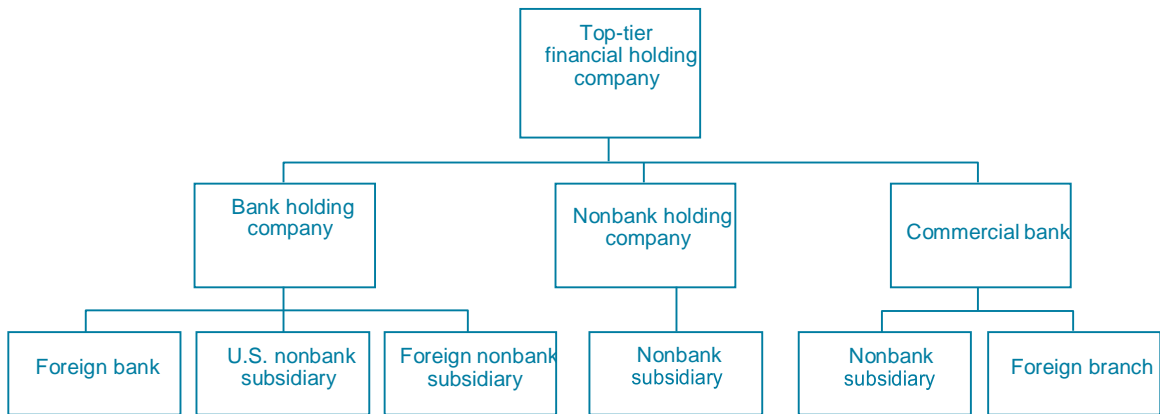 Top-tier
financial holding
company
Bank holding
company
Nonbank holding
company
Commercial bank
Foreign bank
U.S. nonbank
subsidiary
Foreign nonbank
subsidiary
Nonbank
subsidiary
Nonbank
subsidiary
Foreign branch